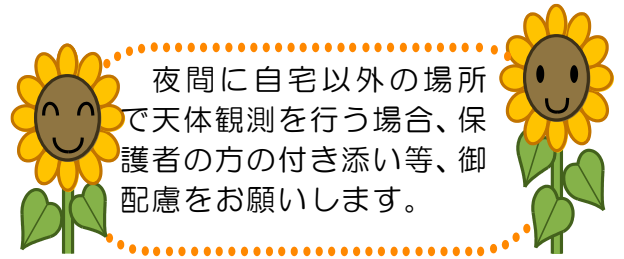 夜間に自宅以外の場所
で天体観測を行う場合、保
護者の方の付き添い等、御
配慮をお願いします。